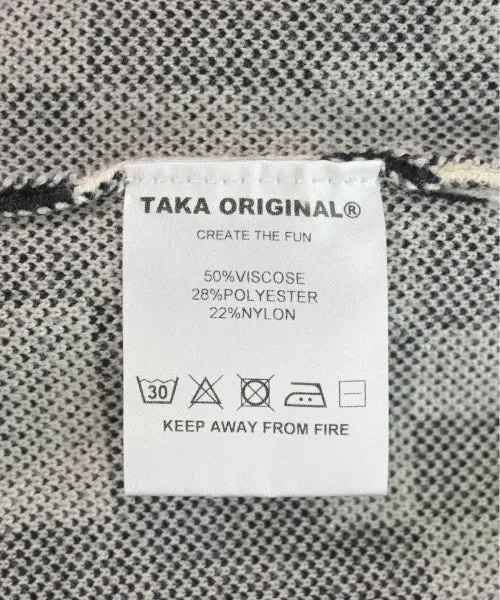 TAKA ORIGINAL®
CREATE THE FUN
50%VISCOSE
28%POLYESTER
22%NYLON
30
KEEP AWAY FROM FIRE